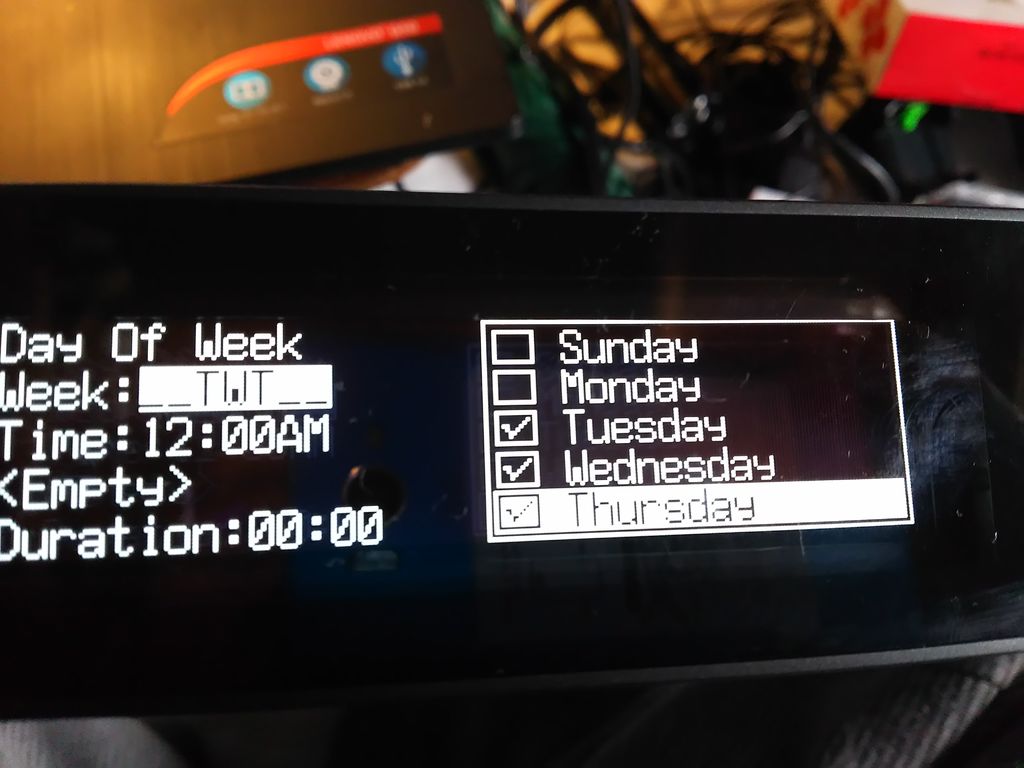 Day Of Week
Week:__TWT__
Time:12:00AM
<Empty>
Duration:00:00
Sunday
Monday
Tuesday
Wednesday
Thursday